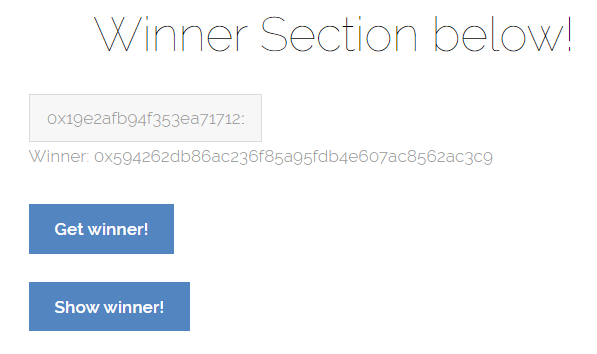 Winner Section below!
0x19e2afb94f353ea71712:
Winner: 0x594262db86ac236f85a95fdb4e607ac8562ac3c9
Get winner!
Show winner!